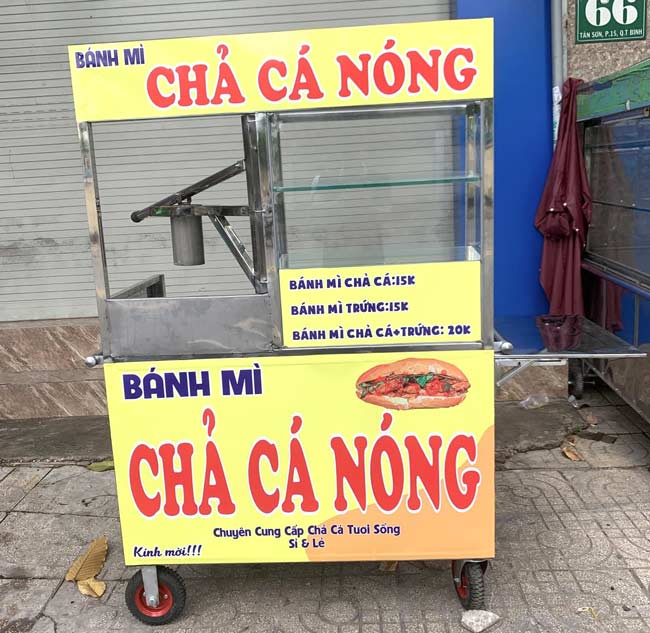 66
TÂN SƠN, P.15, Q.T BÌNH
BÁNH MÌ
CHẢ CÁ NÓNG
BÁNH MÌ CHẢ CÁ:15K
BÁNH MÌ TRỨNG:15K
BÁNH MÌ CHẢ CÁ+TRỨNG: 20K
BÁNH MÌ
CHẢ CÁ NÓNG
Chuyên Cung Cấp Chả Cá Tươi Sống
Sỉ & Lẻ
Kính mời!!!